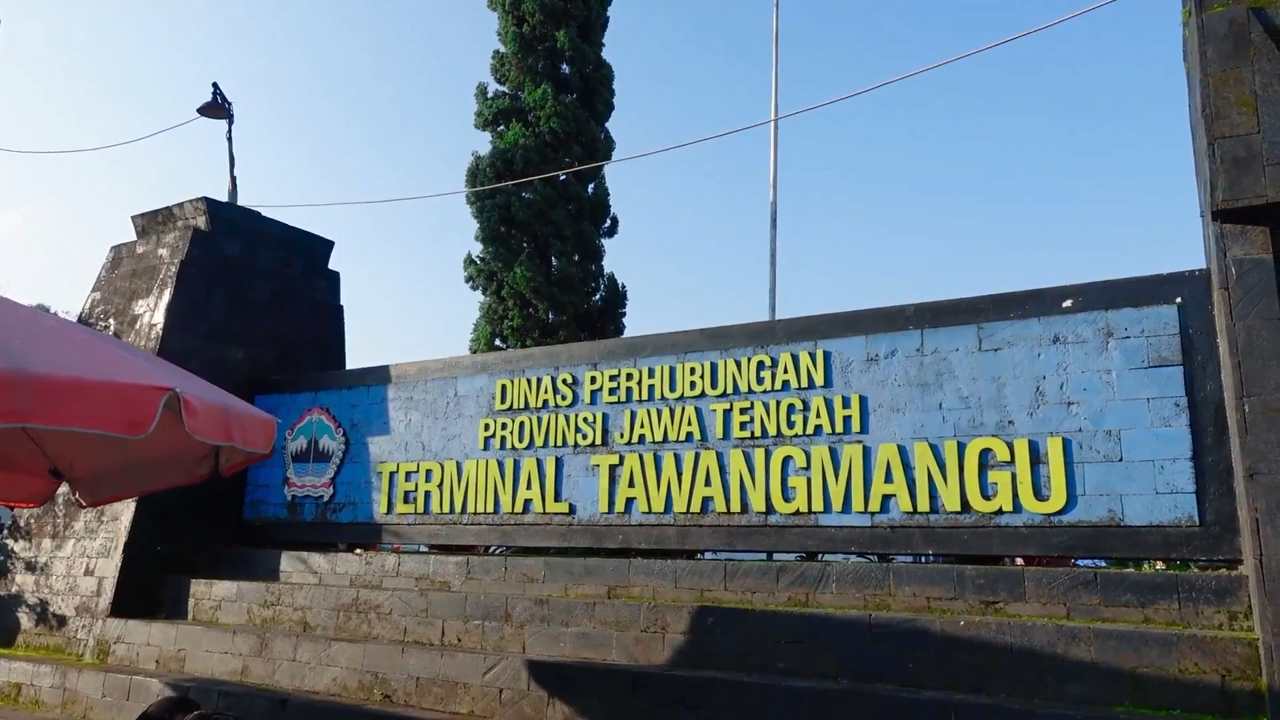 DINAS PERHUBUNGAN
PROVINSI JAWA TENGAH
TERMINAL TAWANGMANGU